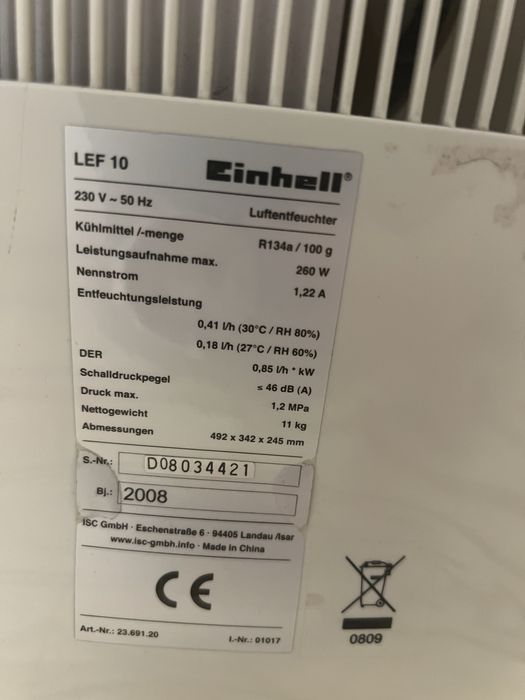 LEF 10 Einhell®
230 V ~ 50 Hz Luftentfeuchter
Kühlmittel /-menge R134a / 100 g
Leistungsaufnahme max. 260 W
Nennstrom 1,22 A
Entfeuchtungsleistung
0,41 l/h (30°C / RH 80%)
0,18 l/h (27°C / RH 60%)
DER 0,85 l/h * kW
Schalldruckpegel ≤ 46 dB (A)
Druck max. 1,2 MPa
Nettogewicht 11 kg
Abmessungen 492 x 342 x 245 mm
S.-Nr.: D08034421
Bj.: 2008
ISC GmbH · Eschenstraße 6 · 94405 Landau /Isar
www.isc-gmbh.info · Made in China
CE
Art.-Nr.: 23.691.20 I.-Nr.: 01017
0809